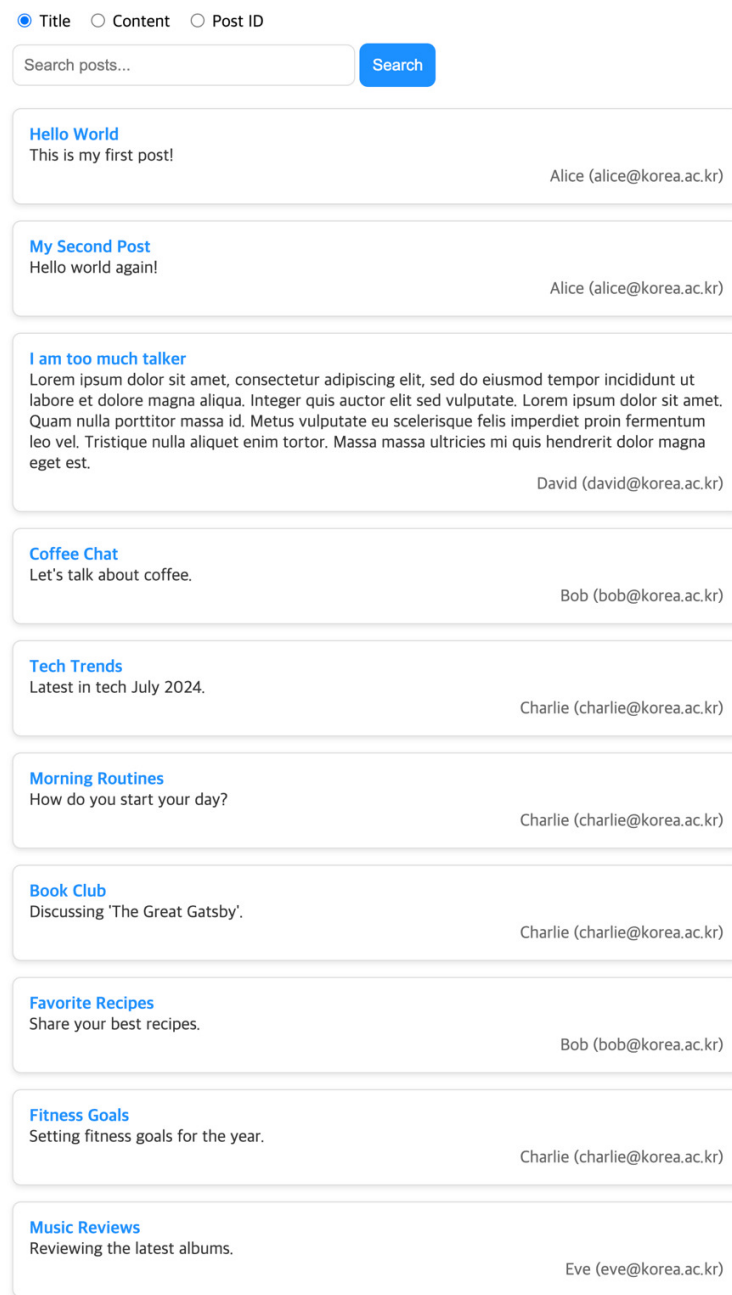 Title Content Post ID
Search posts... Search
Hello World
This is my first post!
Alice (alice@korea.ac.kr)
My Second Post
Hello world again!
Alice (alice@korea.ac.kr)
I am too much talker
Lorem ipsum dolor sit amet, consectetur adipiscing elit, sed do eiusmod tempor incididunt ut
labore et dolore magna aliqua. Integer quis auctor elit sed vulputate. Lorem ipsum dolor sit amet.
Quam nulla porttitor massa id. Metus vulputate eu scelerisque felis imperdiet proin fermentum
leo vel. Tristique nulla aliquet enim tortor. Massa massa ultricies mi quis hendrerit dolor magna
eget est.
David (david@korea.ac.kr)
Coffee Chat
Let's talk about coffee.
Bob (bob@korea.ac.kr)
Tech Trends
Latest in tech July 2024.
Charlie (charlie@korea.ac.kr)
Morning Routines
How do you start your day?
Charlie (charlie@korea.ac.kr)
Book Club
Discussing 'The Great Gatsby'.
Charlie (charlie@korea.ac.kr)
Favorite Recipes
Share your best recipes.
Bob (bob@korea.ac.kr)
Fitness Goals
Setting fitness goals for the year.
Charlie (charlie@korea.ac.kr)
Music Reviews
Reviewing the latest albums.
Eve (eve@korea.ac.kr)